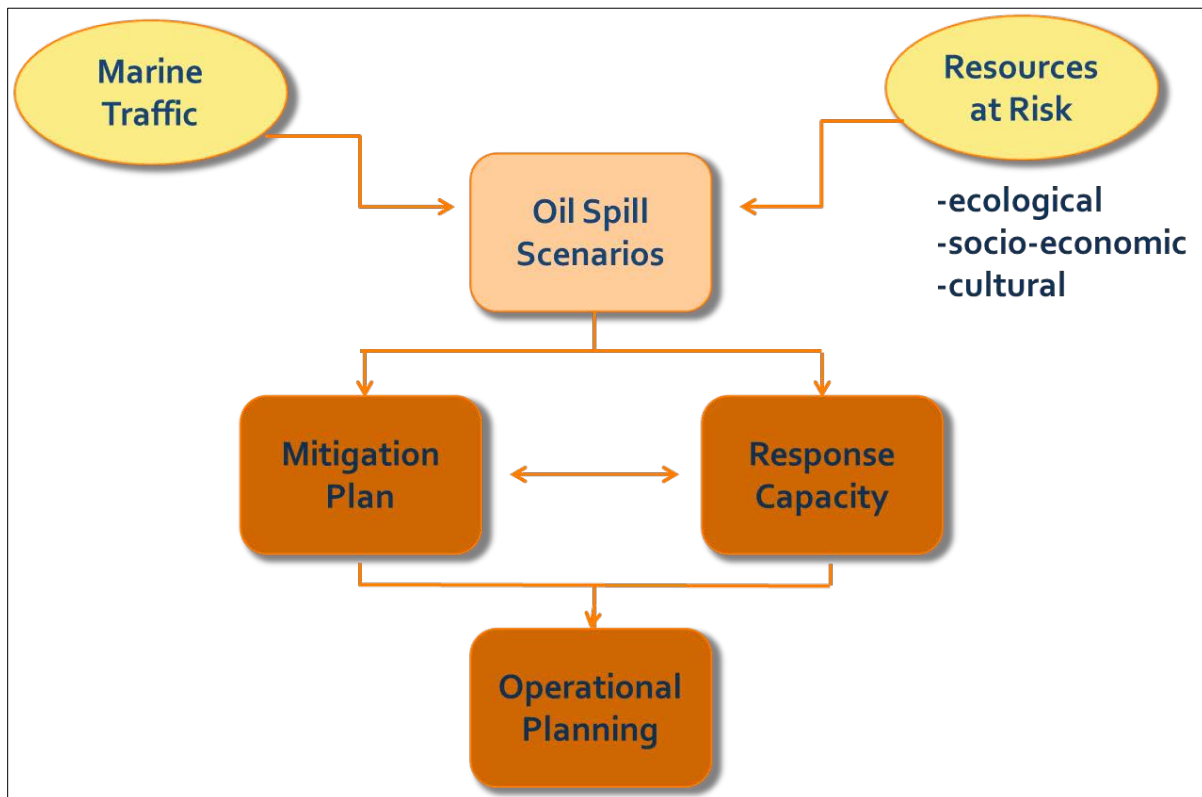 Marine
Traffic
Resources
at Risk
-ecological
-socio-economic
-cultural
Oil Spill
Scenarios
Mitigation
Plan
Response
Capacity
Operational
Planning